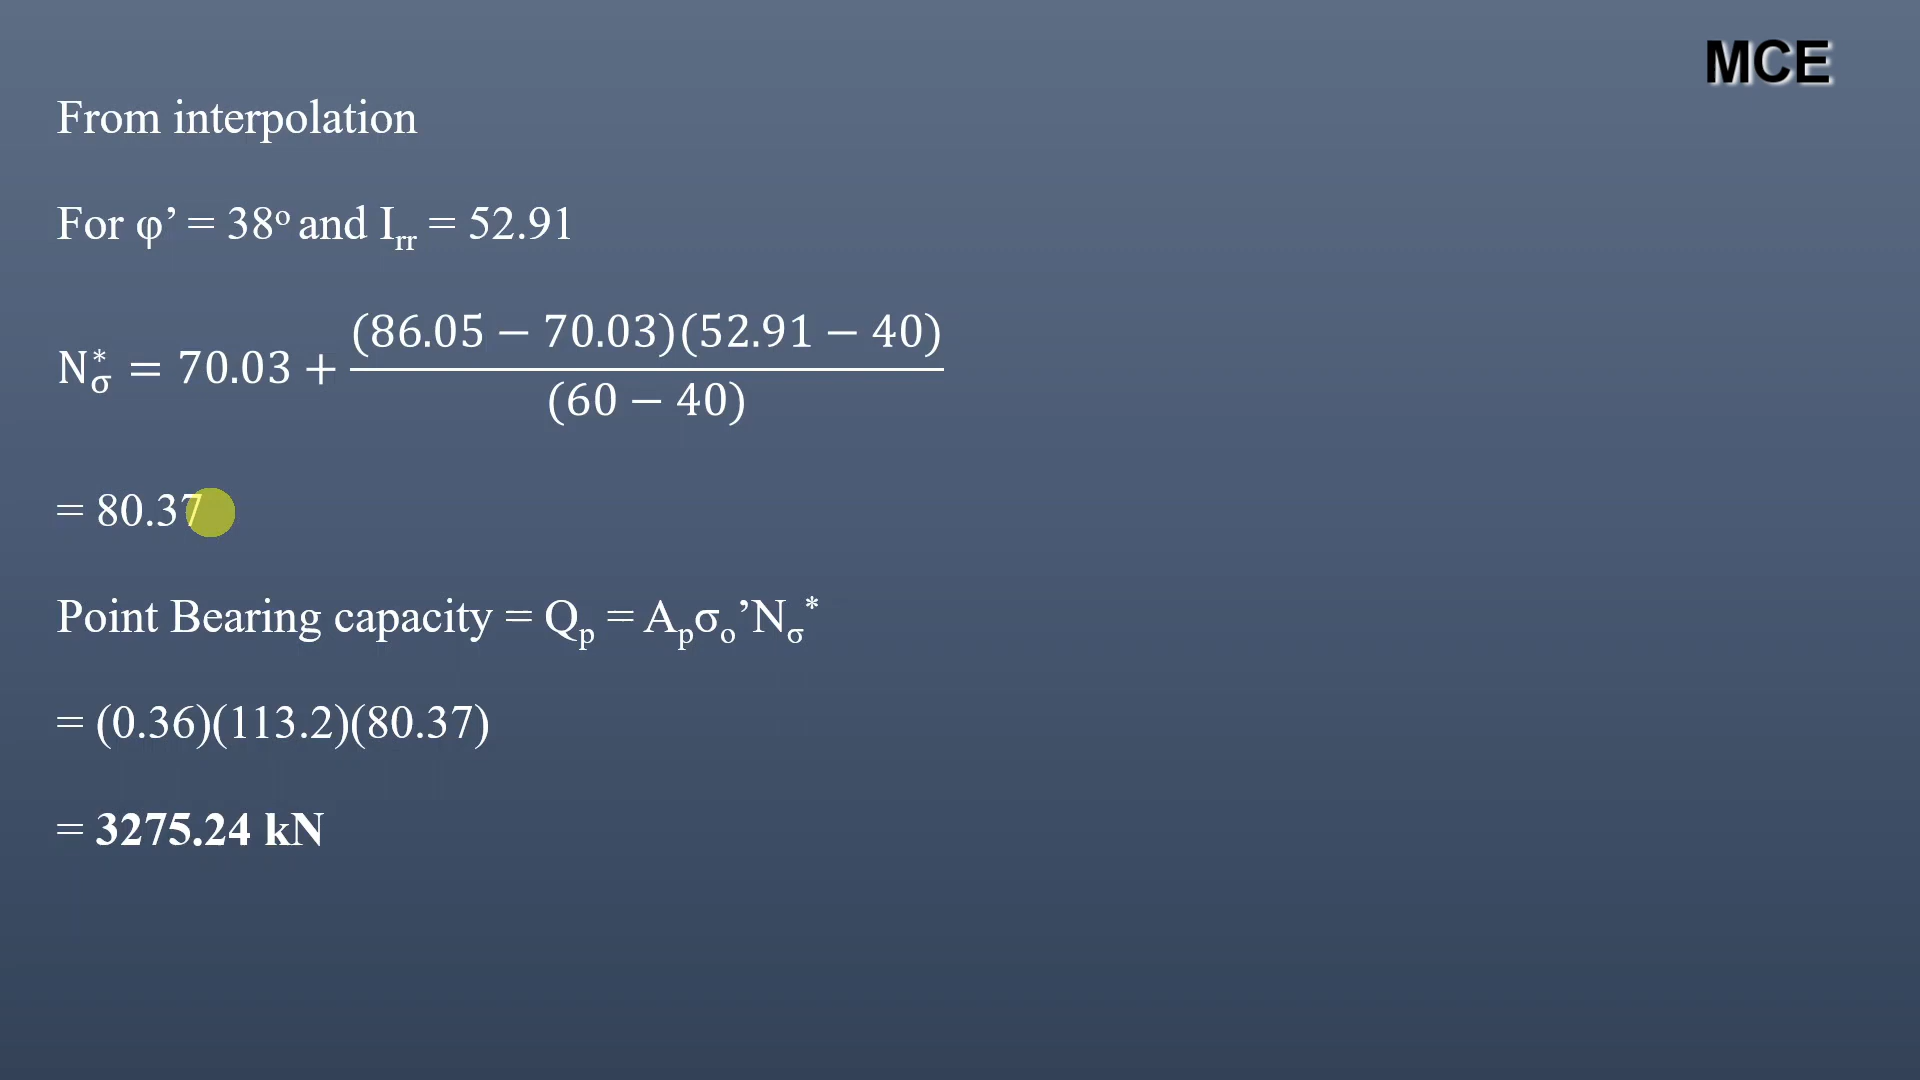 MCE
From interpolation
For φ’ = 38º and Iᵣᵣ = 52.91
N*σ = 70.03 + (86.05 − 70.03)(52.91 − 40) / (60 − 40)
= 80.37
Point Bearing capacity = Qp = Apσo’Nσ*
= (0.36)(113.2)(80.37)
= 3275.24 kN